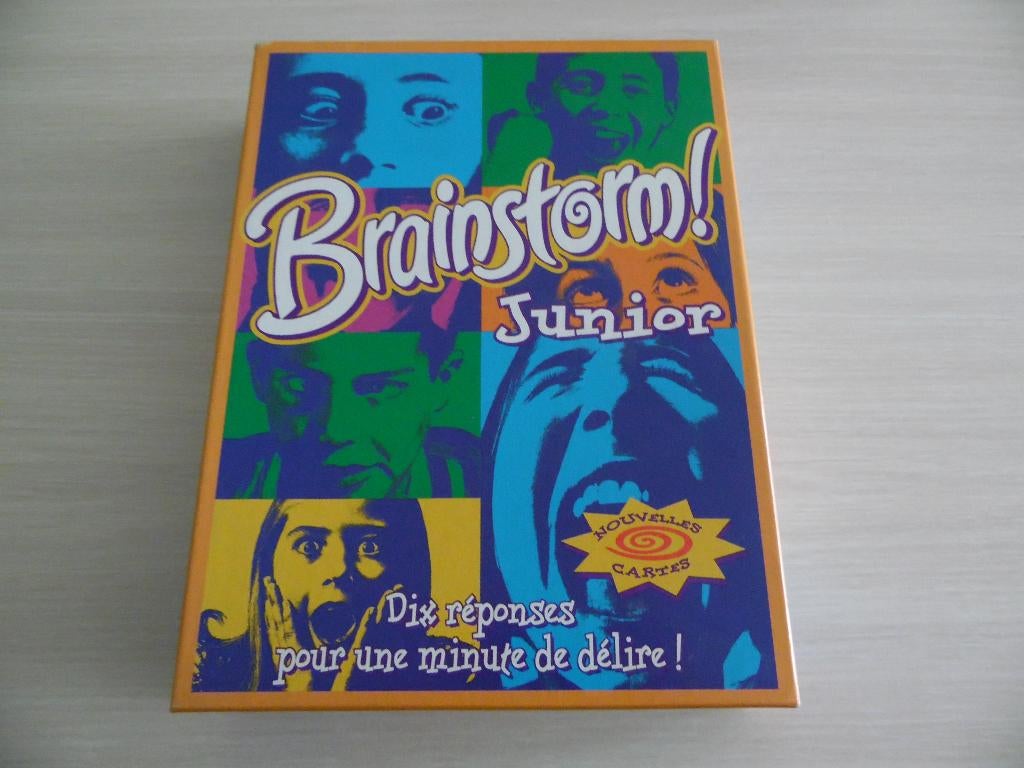 Brainstorm!
Junior
NOUVELLES
CARTES
Dix réponses
pour une minute de délire !